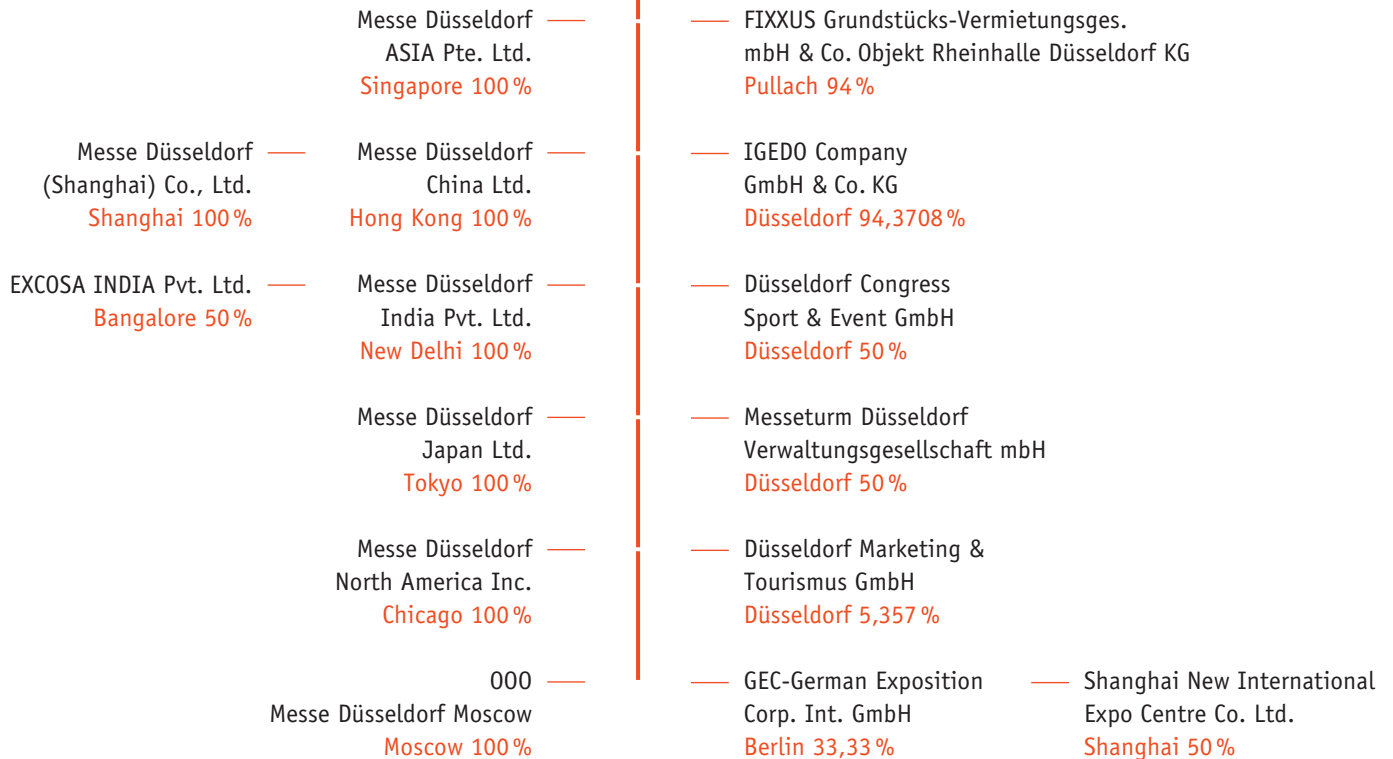 Messe Düsseldorf
ASIA Pte. Ltd.
Singapore 100 %
FIXXUS Grundstücks-Vermietungsges.
mbH & Co. Objekt Rheinhalle Düsseldorf KG
Pullach 94 %
Messe Düsseldorf
(Shanghai) Co., Ltd.
Shanghai 100 %
Messe Düsseldorf
China Ltd.
Hong Kong 100 %
IGEDO Company
GmbH & Co. KG
Düsseldorf 94,3708 %
EXCOSA INDIA Pvt. Ltd.
Bangalore 50 %
Messe Düsseldorf
India Pvt. Ltd.
New Delhi 100 %
Düsseldorf Congress
Sport & Event GmbH
Düsseldorf 50 %
Messe Düsseldorf
Japan Ltd.
Tokyo 100 %
Messeturm Düsseldorf
Verwaltungsgesellschaft mbH
Düsseldorf 50 %
Messe Düsseldorf
North America Inc.
Chicago 100 %
Düsseldorf Marketing &
Tourismus GmbH
Düsseldorf 5,357 %
OOO
Messe Düsseldorf Moscow
Moscow 100 %
GEC-German Exposition
Corp. Int. GmbH
Berlin 33,33 %
Shanghai New International
Expo Centre Co. Ltd.
Shanghai 50 %